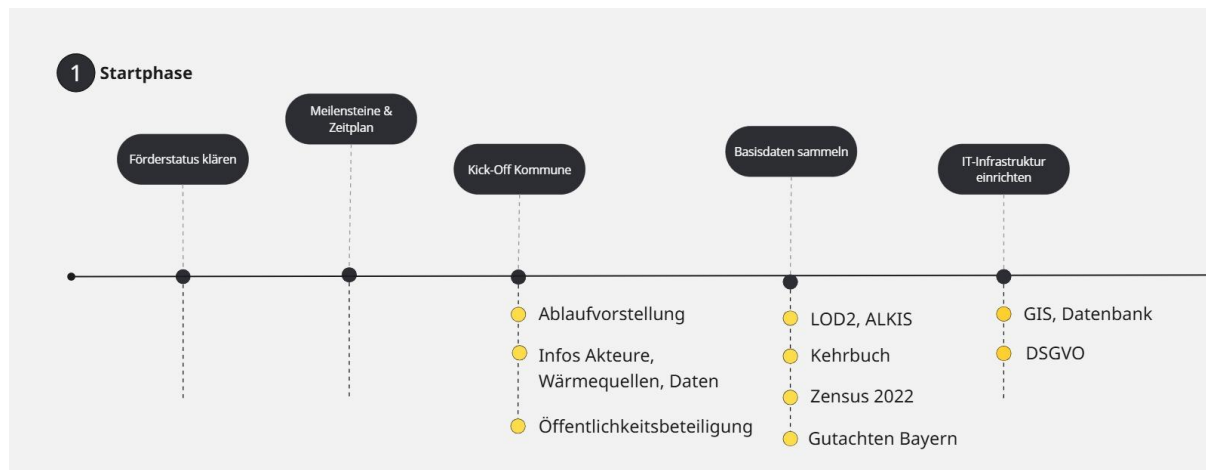 1 Startphase
Förderstatus klären
Meilensteine &
Zeitplan
Kick-Off Kommune
Basisdaten sammeln
IT-Infrastruktur
einrichten
Ablaufvorstellung
Infos Akteure,
Wärmequellen, Daten
Öffentlichkeitsbeteiligung
LOD2, ALKIS
Kehrbuch
Zensus 2022
Gutachten Bayern
GIS, Datenbank
DSGVO